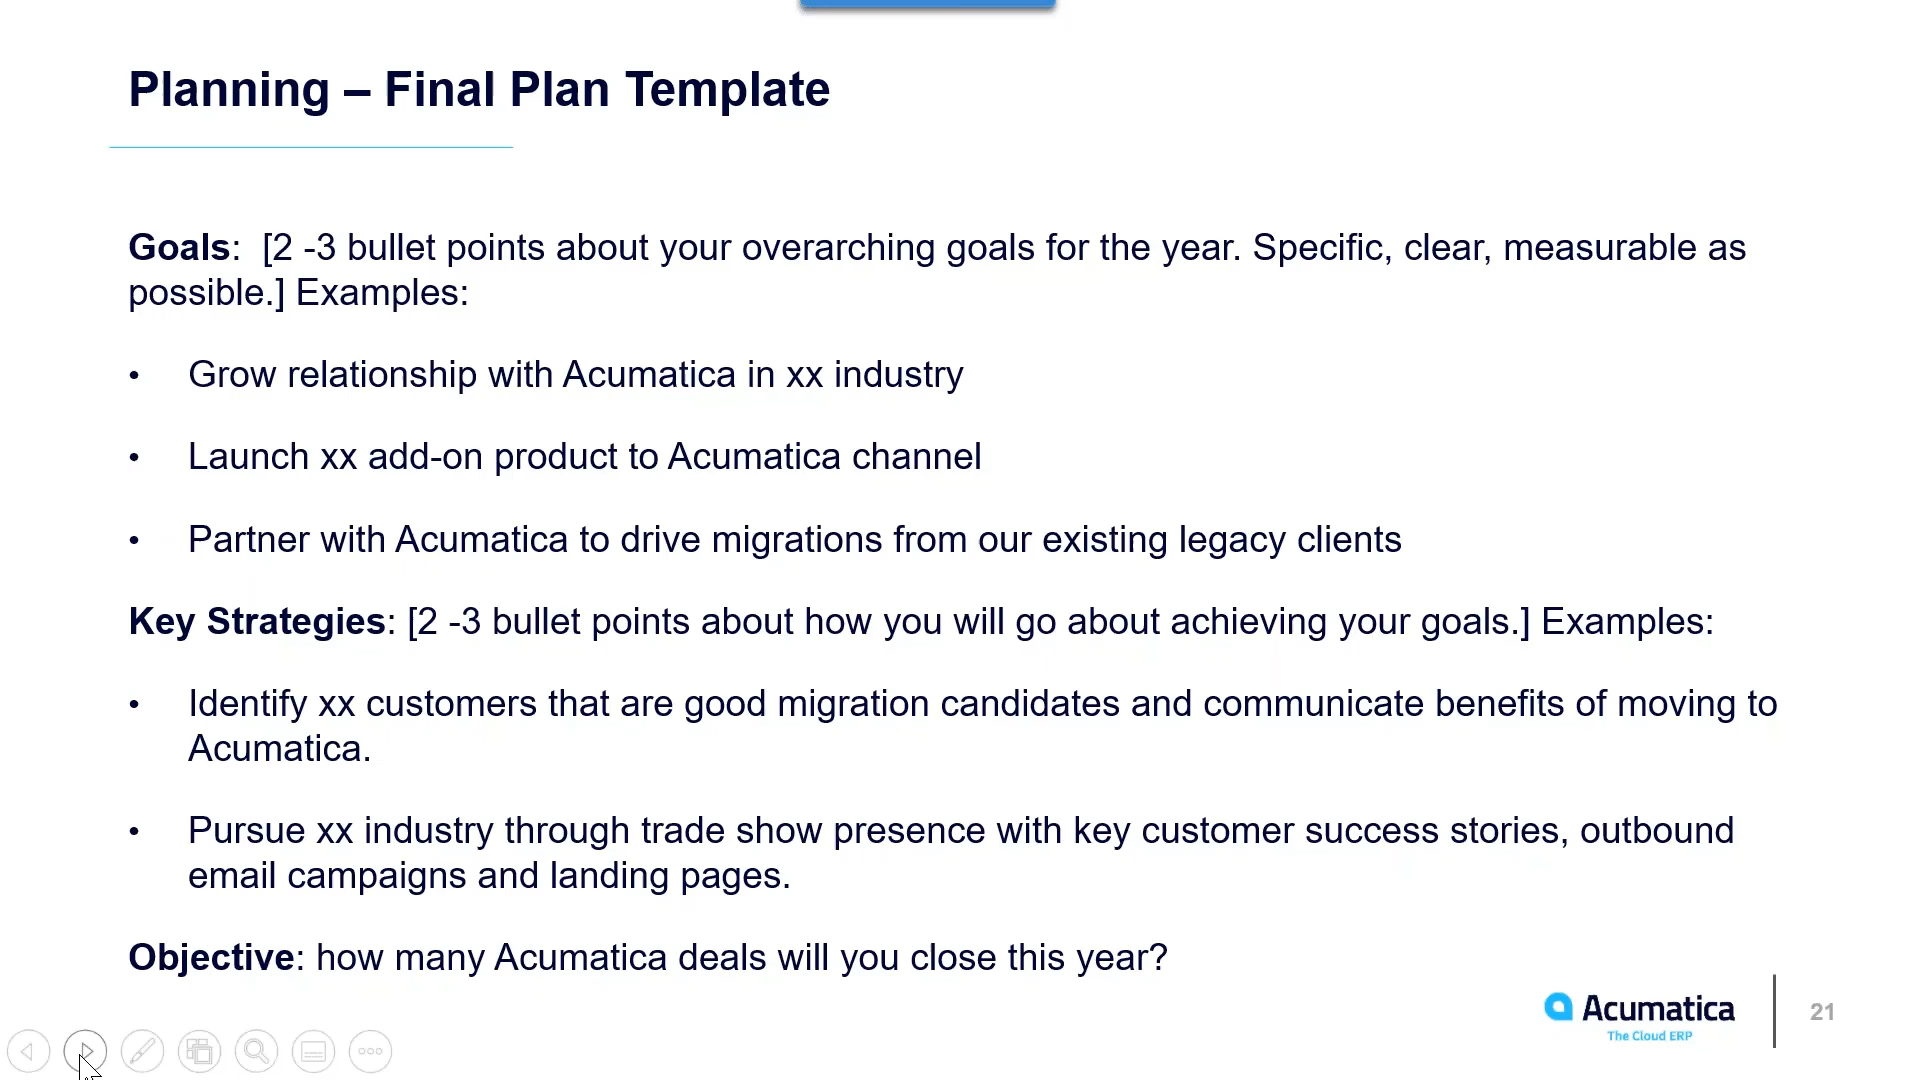 Planning – Final Plan Template
Goals:  [2 -3 bullet points about your overarching goals for the year. Specific, clear, measurable as
possible.] Examples:
• Grow relationship with Acumatica in xx industry
• Launch xx add-on product to Acumatica channel
• Partner with Acumatica to drive migrations from our existing legacy clients
Key Strategies: [2 -3 bullet points about how you will go about achieving your goals.] Examples:
• Identify xx customers that are good migration candidates and communicate benefits of moving to
Acumatica.
• Pursue xx industry through trade show presence with key customer success stories, outbound
email campaigns and landing pages.
Objective: how many Acumatica deals will you close this year?
Acumatica
The Cloud ERP
21